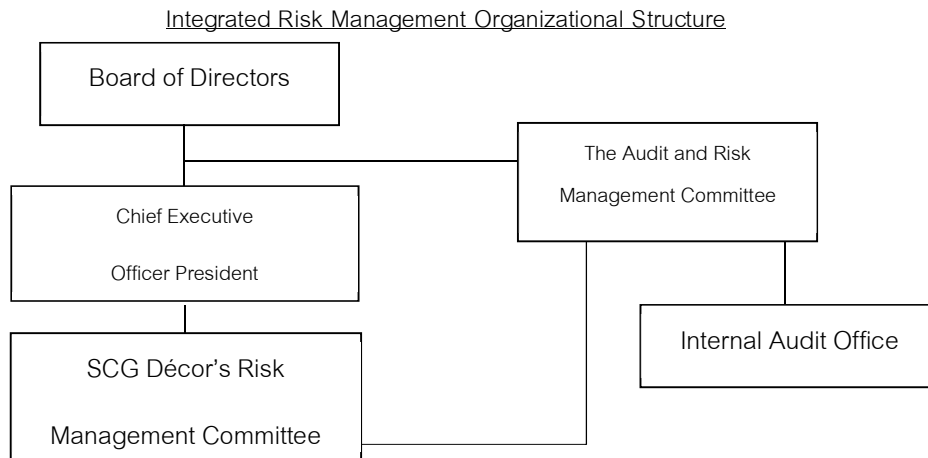 Integrated Risk Management Organizational Structure
Board of Directors
The Audit and Risk
Management Committee
Chief Executive
Officer President
Internal Audit Office
SCG Décor’s Risk
Management Committee